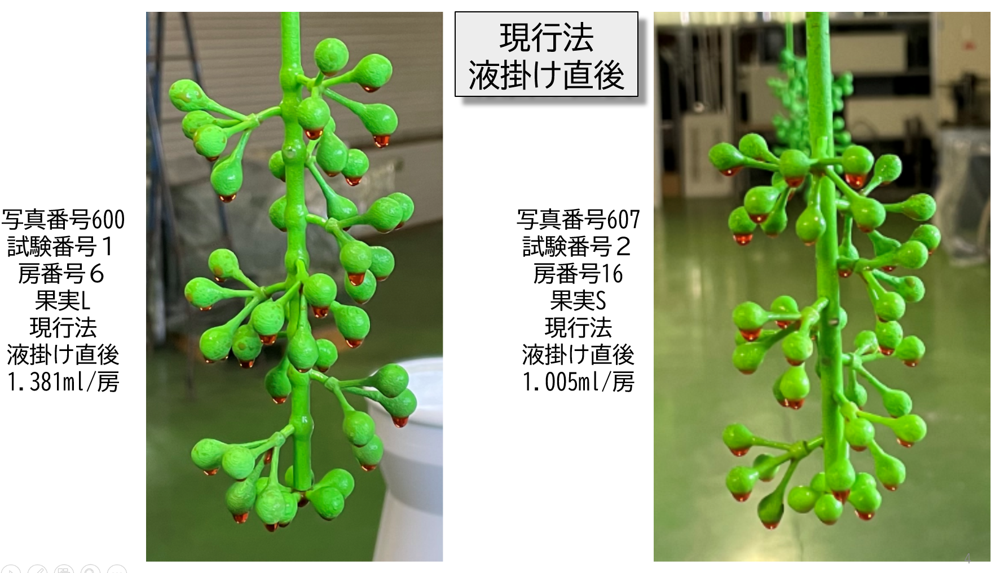 現行法
液掛け直後
写真番号600
試験番号１
房番号６
果実L
現行法
液掛け直後
1.381ml/房
写真番号607
試験番号２
房番号16
果実S
現行法
液掛け直後
1.005ml/房
4